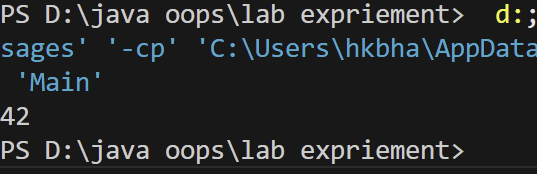 PS D:\java oops\lab expriement>  d:;
sages' '-cp' 'C:\Users\hkbha\AppData
 'Main'
42
PS D:\java oops\lab expriement>